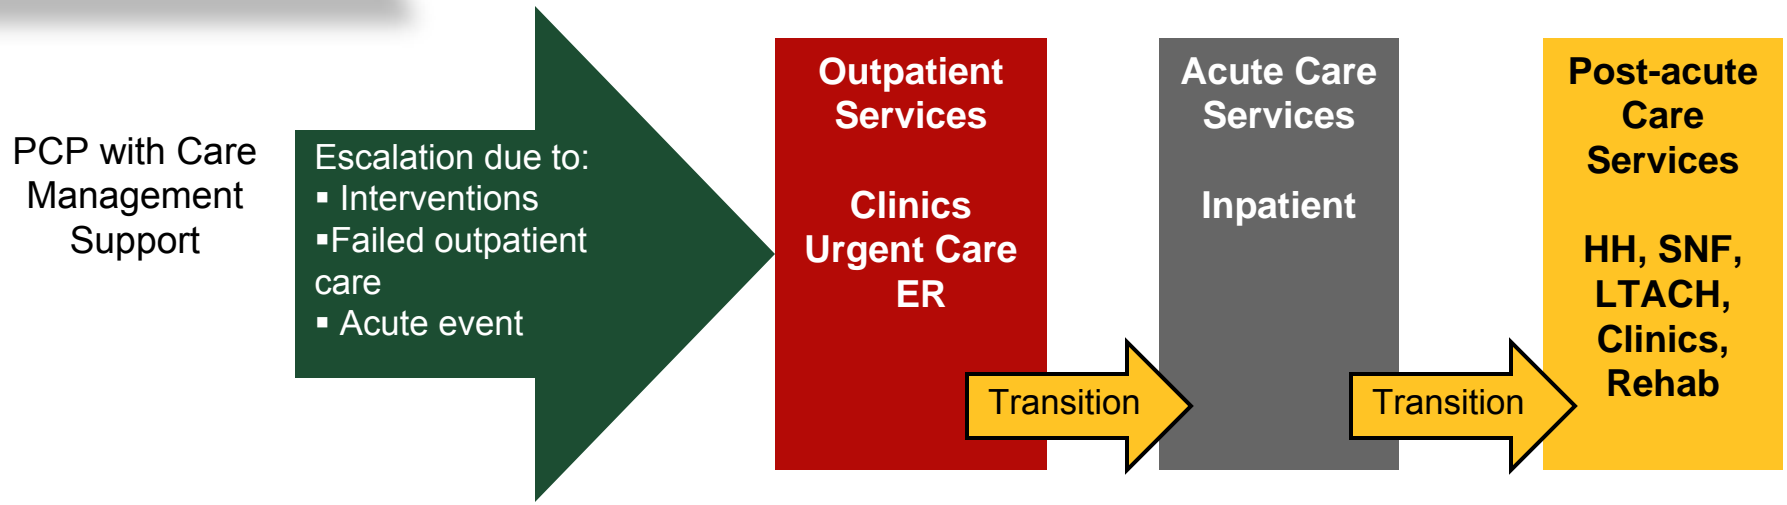 PCP with Care
Management
Support
Escalation due to:
▪ Interventions
▪Failed outpatient
care
▪ Acute event
Outpatient
Services
Clinics
Urgent Care
ER
Transition
Acute Care
Services
Inpatient
Transition
Post-acute
Care
Services
HH, SNF,
LTACH,
Clinics,
Rehab